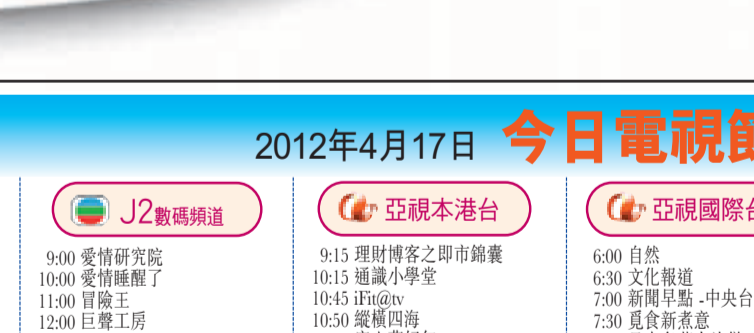 2012年4月17日 今日電視
J2數碼頻道
9:00 愛情研究院
10:00 愛情睡醒了
11:00 冒險王
12:00 巨聲工房
亞視本港台
9:15 理財博客之即市錦囊
10:15 通識小學堂
10:45 iFit@tv
10:50 縱橫四海
亞視國際台
6:00 自然
6:30 文化報道
7:00 新聞早點 -中央台
7:30 覓食新煮意